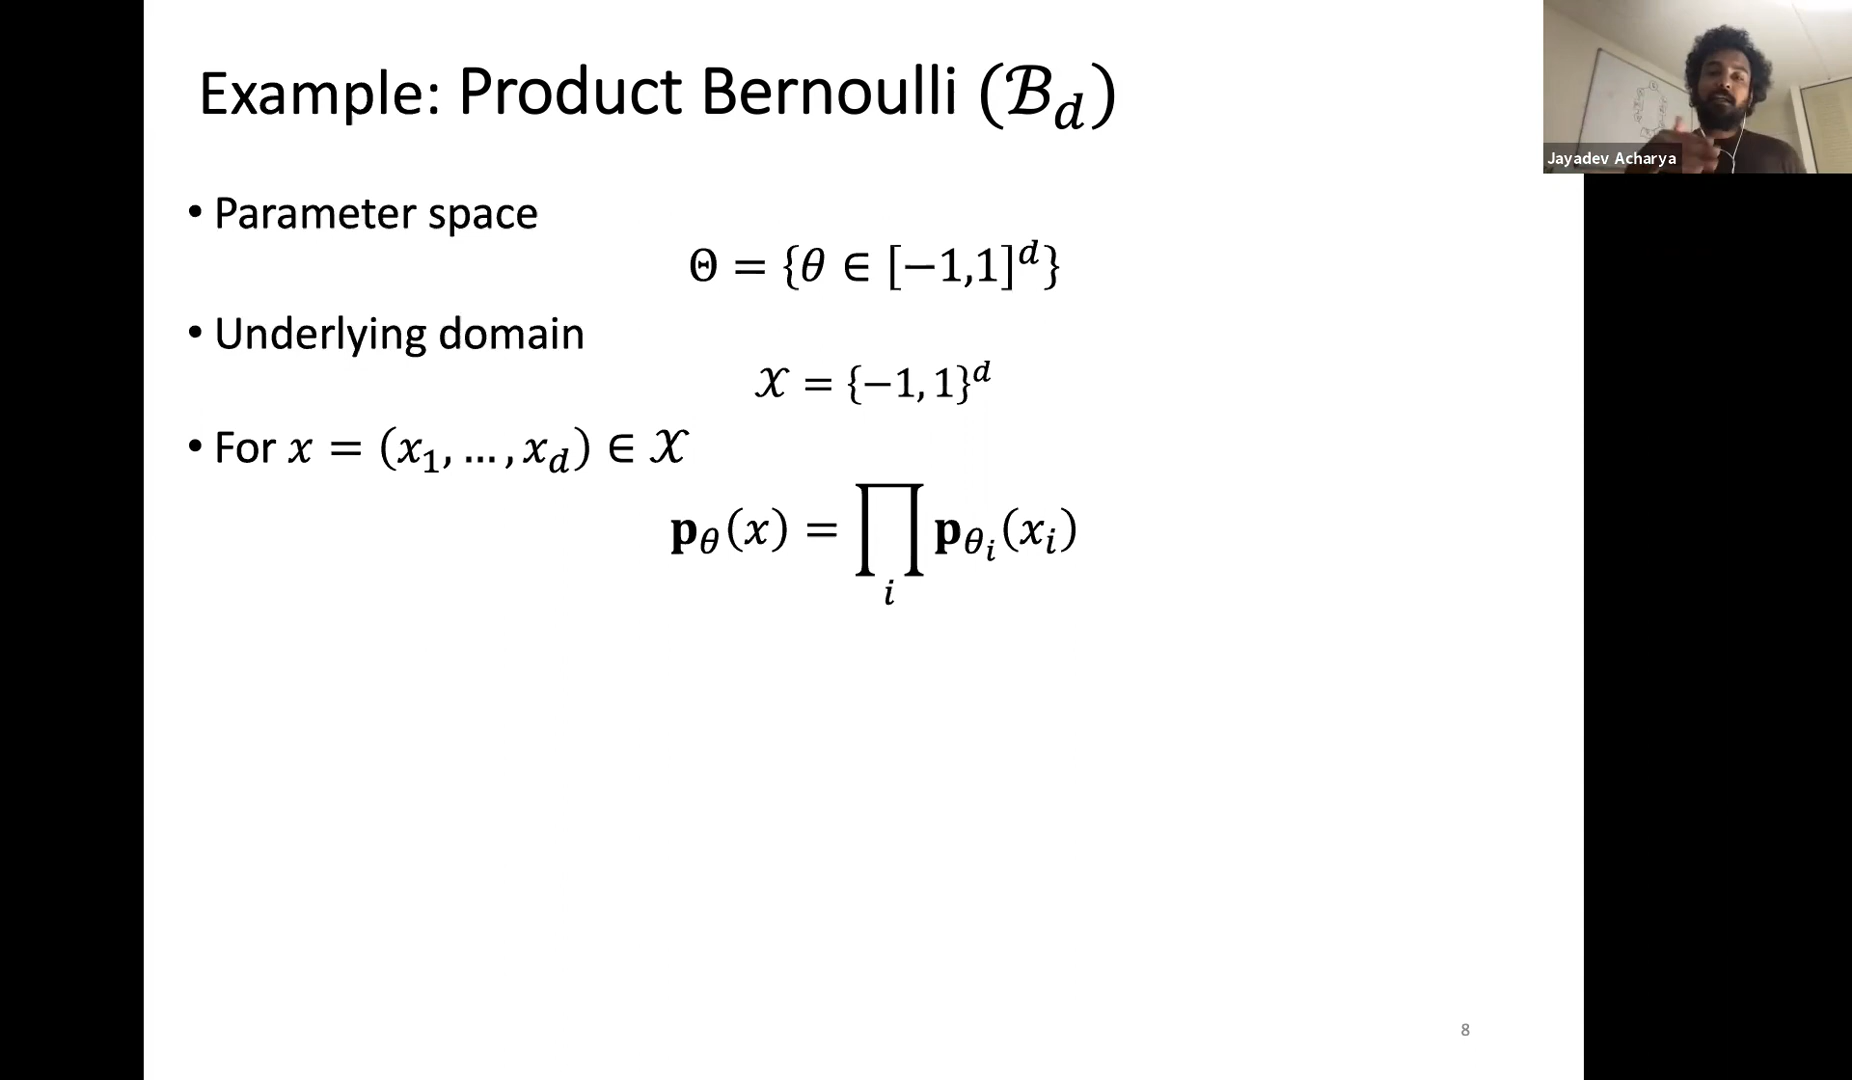 Example: Product Bernoulli (ℬ_d)
Jayadev Acharya
• Parameter space
Θ = {θ ∈ [−1,1]^d}
• Underlying domain
𝒳 = {−1, 1}^d
• For x = (x_1, … , x_d) ∈ 𝒳
𝐩_θ(x) = ∏_i 𝐩_{θ_i}(x_i)
8